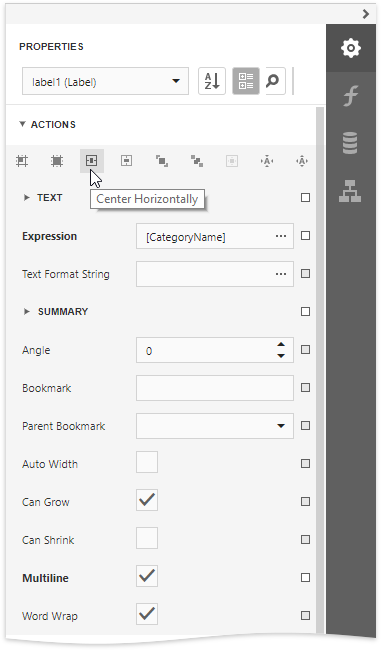 PROPERTIES
label1 (Label)
A
Z
ACTIONS
A
A
TEXT
Center Horizontally
Expression
[CategoryName]
...
Text Format String
...
SUMMARY
Angle
0
Bookmark
Parent Bookmark
Auto Width
Can Grow
Can Shrink
Multiline
Word Wrap